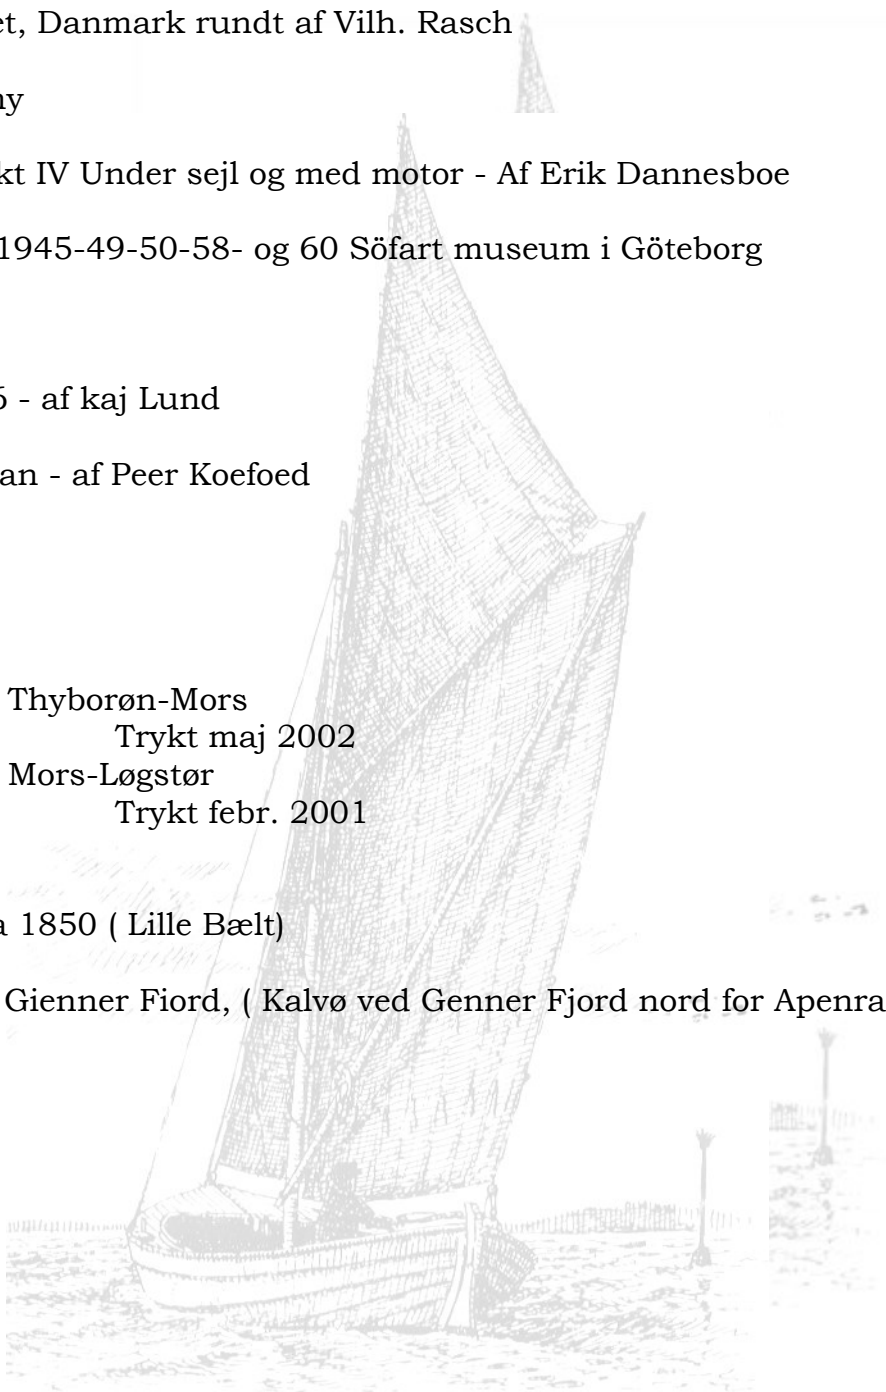 et, Danmark rundt af Vilh. Rasch
ny
kt IV Under sejl og med motor - Af Erik Dannesboe
1945-49-50-58- og 60 Söfart museum i Göteborg
6 - af kaj Lund
an - af Peer Koefoed
Thyborøn-Mors
Trykt maj 2002
Mors-Løgstør
Trykt febr. 2001
a 1850 ( Lille Bælt)
Gienner Fiord, ( Kalvø ved Genner Fjord nord for Apenra